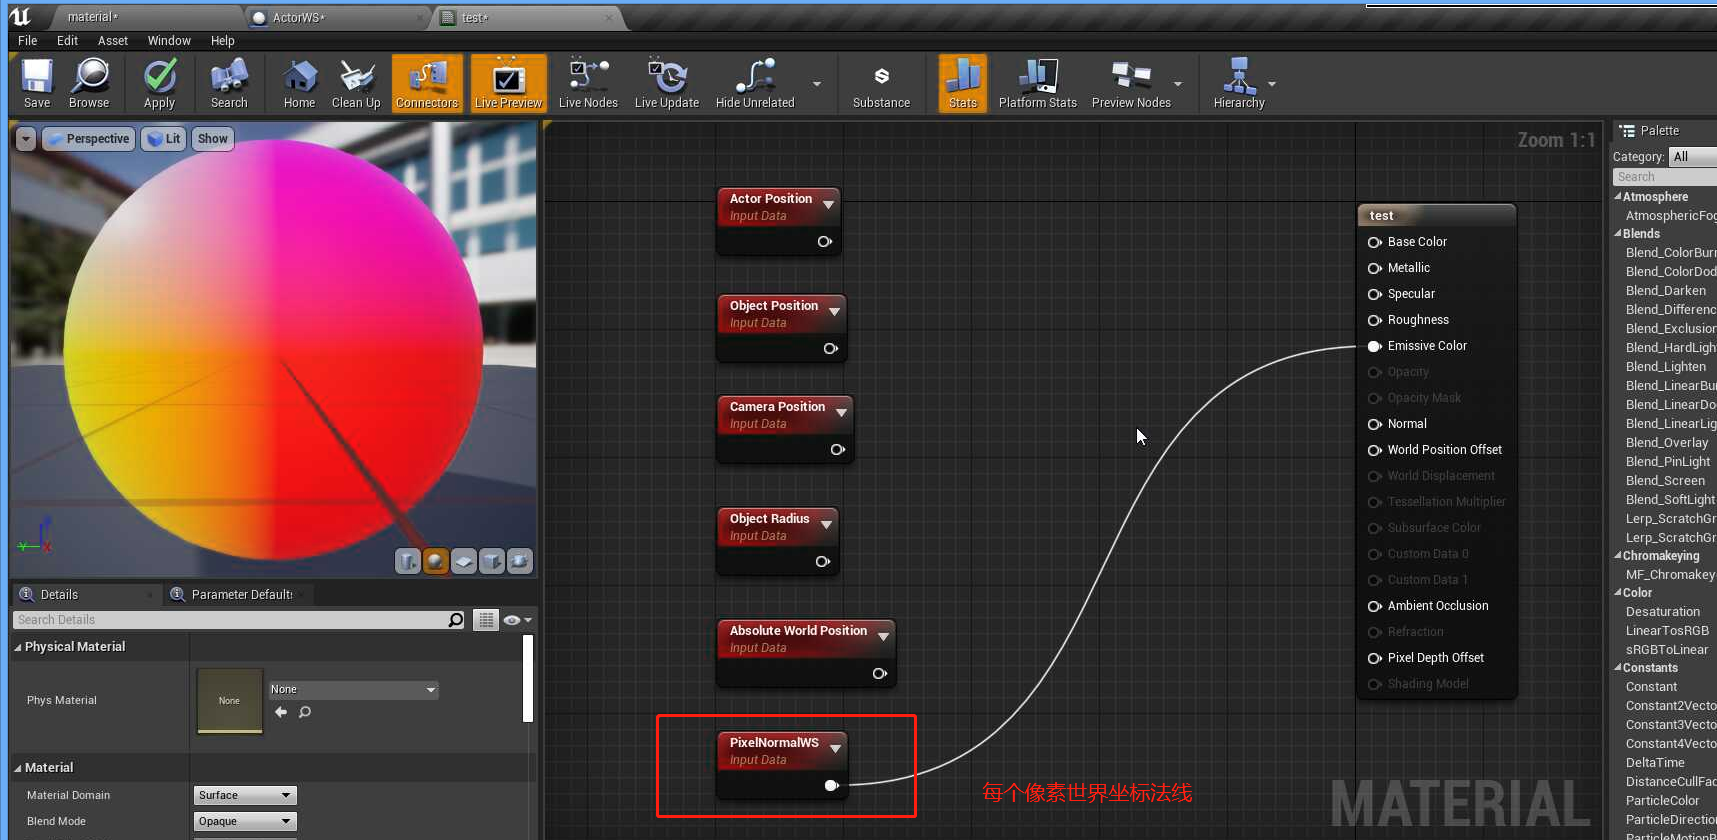 material*
ActorWS*
test*
File Edit Asset Window Help
Save Browse Apply Search Home Clean Up Connectors Live Preview Live Nodes Live Update Hide Unrelated Substance Stats Platform Stats Preview Nodes Hierarchy
Perspective Lit Show
Y X
Details
Parameter Defaults
Search Details
Physical Material
Phys Material
None
None
Material
Material Domain
Surface
Blend Mode
Opaque
Zoom 1:1
Actor Position
Input Data
Object Position
Input Data
Camera Position
Input Data
Object Radius
Input Data
Absolute World Position
Input Data
PixelNormalWS
Input Data
每个像素世界坐标法线
test
Base Color
Metallic
Specular
Roughness
Emissive Color
Opacity
Opacity Mask
Normal
World Position Offset
World Displacement
Tessellation Multiplier
Subsurface Color
Custom Data 0
Custom Data 1
Ambient Occlusion
Refraction
Pixel Depth Offset
Shading Model
MATERIAL
Palette
Category: All
Search
Atmosphere
AtmosphericFog
Blends
Blend_ColorBurn
Blend_ColorDod
Blend_Darken
Blend_Differenc
Blend_Exclusion
Blend_HardLight
Blend_Lighten
Blend_LinearBu
Blend_LinearDo
Blend_LinearLig
Blend_Overlay
Blend_PinLight
Blend_Screen
Blend_SoftLight
Lerp_ScratchGr
Lerp_ScratchGr
Chromakeying
MF_Chromakey
Color
Desaturation
LinearTosRGB
sRGBToLinear
Constants
Constant
Constant2Vecto
Constant3Vecto
Constant4Vecto
DeltaTime
DistanceCullFad
ParticleColor
ParticleDirection
ParticleMotionB